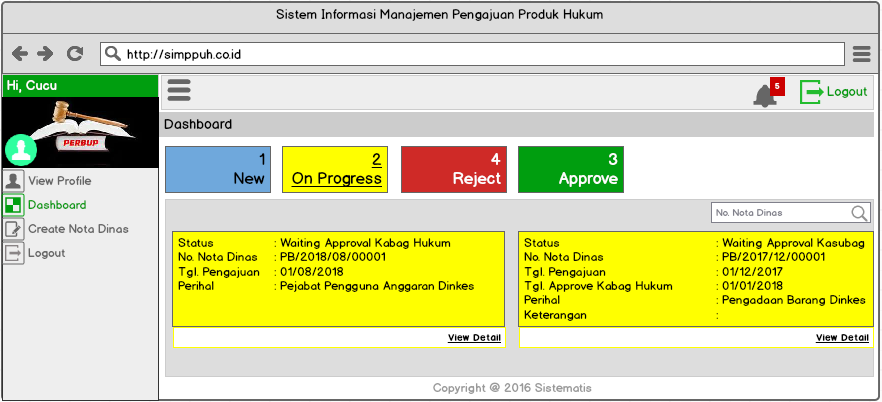 Sistem Informasi Manajemen Pengajuan Produk Hukum
http://simppuh.co.id
Hi, Cucu
5
Logout
PERBUP
Dashboard
1
New
2
On Progress
4
Reject
3
Approve
View Profile
Dashboard
Create Nota Dinas
Logout
No. Nota Dinas
Status : Waiting Approval Kabag Hukum
No. Nota Dinas : PB/2018/08/00001
Tgl. Pengajuan : 01/08/2018
Perihal : Pejabat Pengguna Anggaran Dinkes
View Detail
Status : Waiting Approval Kasubag
No. Nota Dinas : PB/2017/12/00001
Tgl. Pengajuan : 01/12/2017
Tgl. Approve Kabag Hukum : 01/01/2018
Perihal : Pengadaan Barang Dinkes
Keterangan :
View Detail
Copyright @ 2016 Sistematis